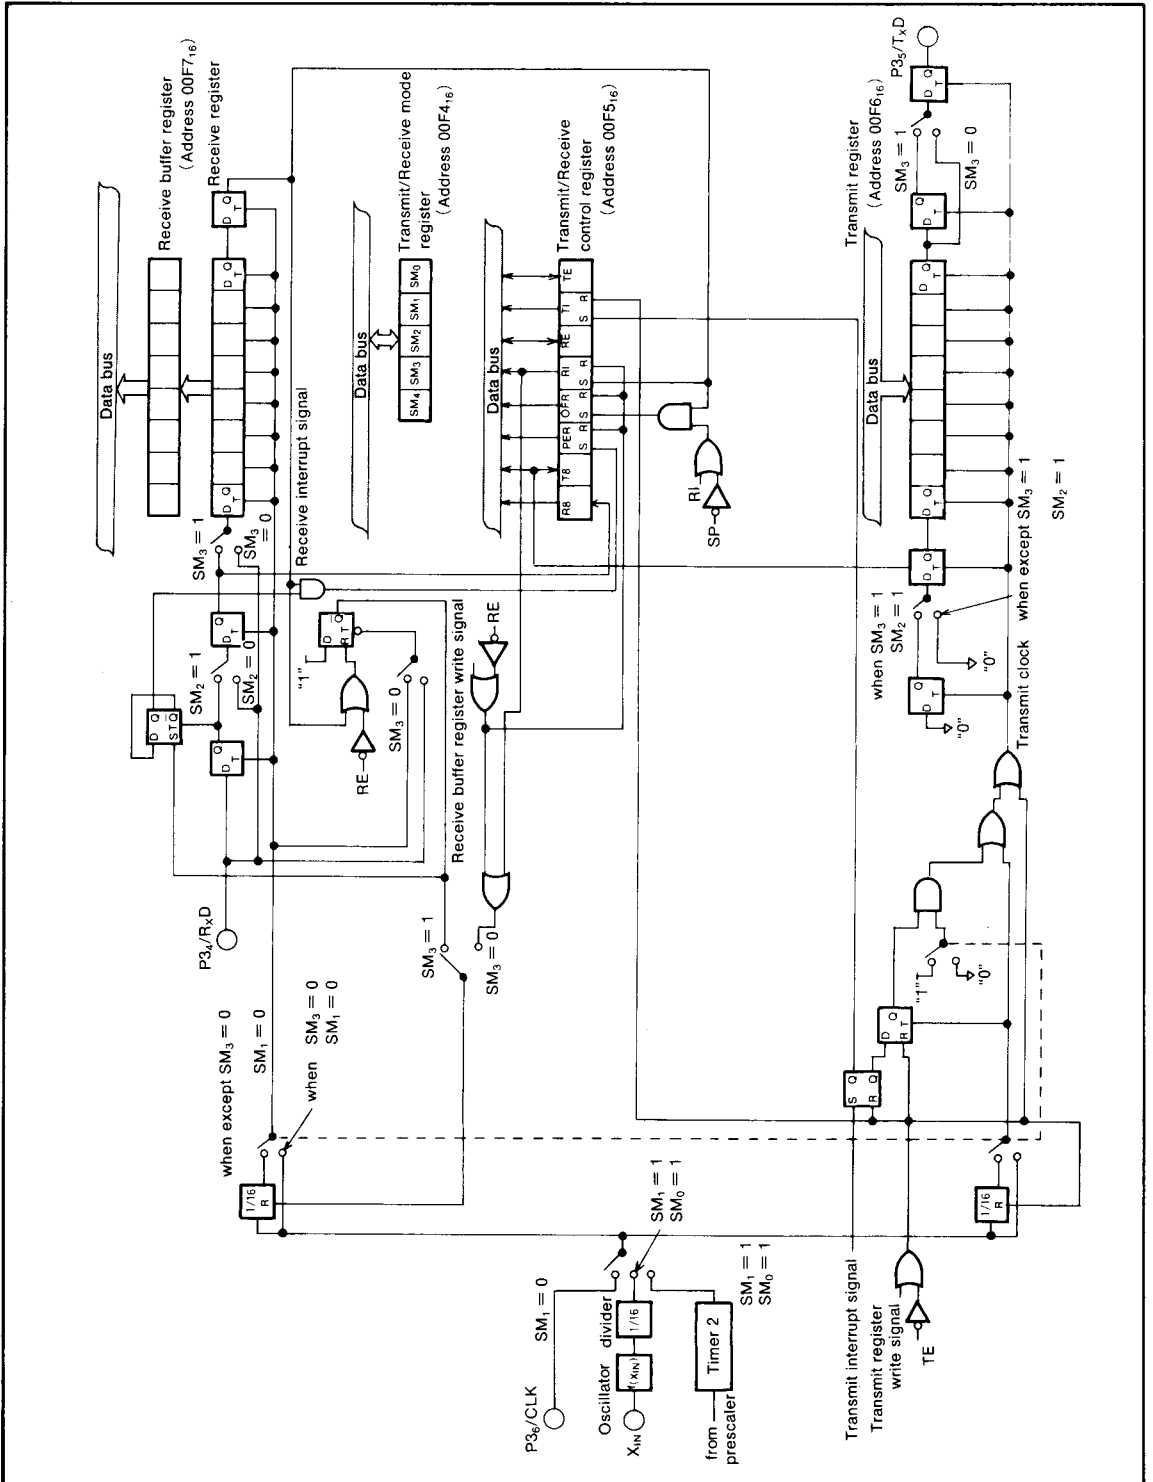 Data bus
Receive buffer register
(Address 00F7₁₆)
Receive register
D Q
T
D Q
T
D Q
T
SM₃ = 1
SM₃ = 0
Receive interrupt signal
D Q
T
SM₂ = 1
SM₂ = 0
D Q
S T Q̅
D Q
T
P3₄/RxD
"1"
D Q̅
R T
RE
SM₃ = 0
Receive buffer register write signal
RE
SM₃ = 1
SM₃ = 0
when except SM₃ = 0
SM₁ = 0
when SM₃ = 0
SM₁ = 0
1/16
R
Data bus
Transmit/Receive mode
register
(Address 00F4₁₆)
SM₄ SM₃ SM₂ SM₁ SM₀
Data bus
Transmit/Receive
control register
(Address 00F5₁₆)
R8 T8 PER OFR RI RE TI TE
S R S R S R S R
RI
SP
P3₆/CLK
SM₁ = 0
Oscillator divider
X_IN
f(X_IN)
1/16
SM₁ = 1
SM₀ = 1
from prescaler
Timer 2
SM₁ = 1
SM₀ = 1
P3₅/TxD
D Q
T
SM₃ = 1
SM₃ = 0
Transmit register
(Address 00F6₁₆)
Data bus
D Q
T
D Q
T
D Q
T
D Q
T
when SM₃ = 1
SM₂ = 1
"0"
D Q
T
"0"
when except SM₃ = 1
SM₂ = 1
Transmit clock
"1"
"0"
D Q
R T
S Q
R Q
1/16
R
Transmit interrupt signal
Transmit register
write signal
TE